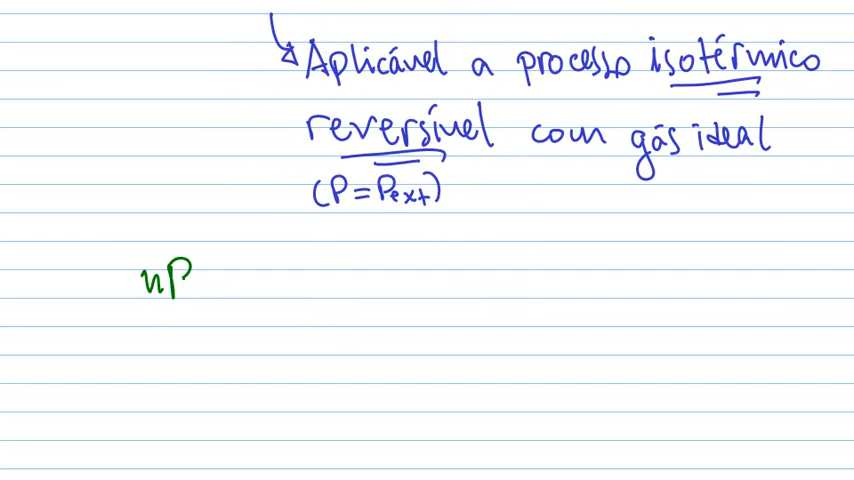 Aplicável a processo isotérmico
reversível com gás ideal
(P = Pext)
nP